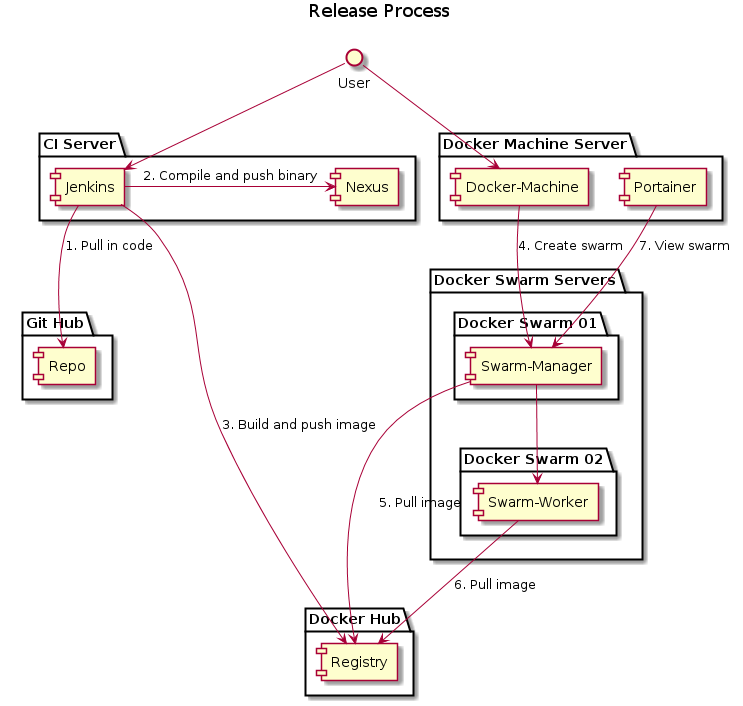 Release Process
User
CI Server
Docker Machine Server
Jenkins
2. Compile and push binary
Nexus
Docker-Machine
Portainer
1. Pull in code
4. Create swarm
7. View swarm
Docker Swarm Servers
Git Hub
Docker Swarm 01
Repo
Swarm-Manager
3. Build and push image
Docker Swarm 02
5. Pull image
Swarm-Worker
6. Pull image
Docker Hub
Registry